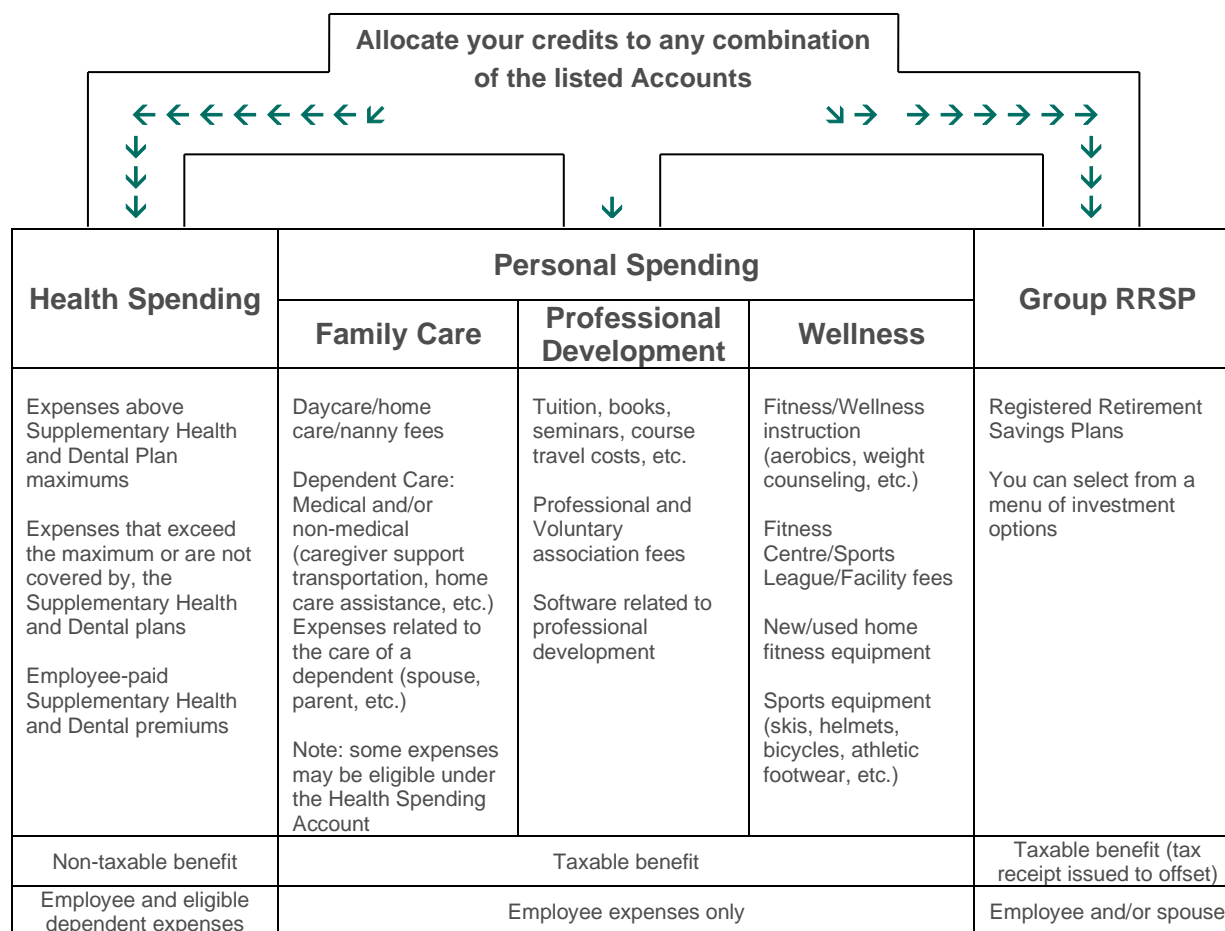 Allocate your credits to any combination
of the listed Accounts
Health Spending
Personal Spending
Group RRSP
Family Care
Professional
Development
Wellness
Expenses above
Supplementary Health
and Dental Plan
maximums
Expenses that exceed
the maximum or are not
covered by, the
Supplementary Health
and Dental plans
Employee-paid
Supplementary Health
and Dental premiums
Daycare/home
care/nanny fees
Dependent Care:
Medical and/or
non-medical
(caregiver support
transportation, home
care assistance, etc.)
Expenses related to
the care of a
dependent (spouse,
parent, etc.)
Note: some expenses
may be eligible under
the Health Spending
Account
Tuition, books,
seminars, course
travel costs, etc.
Professional and
Voluntary
association fees
Software related to
professional
development
Fitness/Wellness
instruction
(aerobics, weight
counseling, etc.)
Fitness
Centre/Sports
League/Facility fees
New/used home
fitness equipment
Sports equipment
(skis, helmets,
bicycles, athletic
footwear, etc.)
Registered Retirement
Savings Plans
You can select from a
menu of investment
options
Non-taxable benefit
Taxable benefit
Taxable benefit (tax
receipt issued to offset)
Employee and eligible
dependent expenses
Employee expenses only
Employee and/or spouse